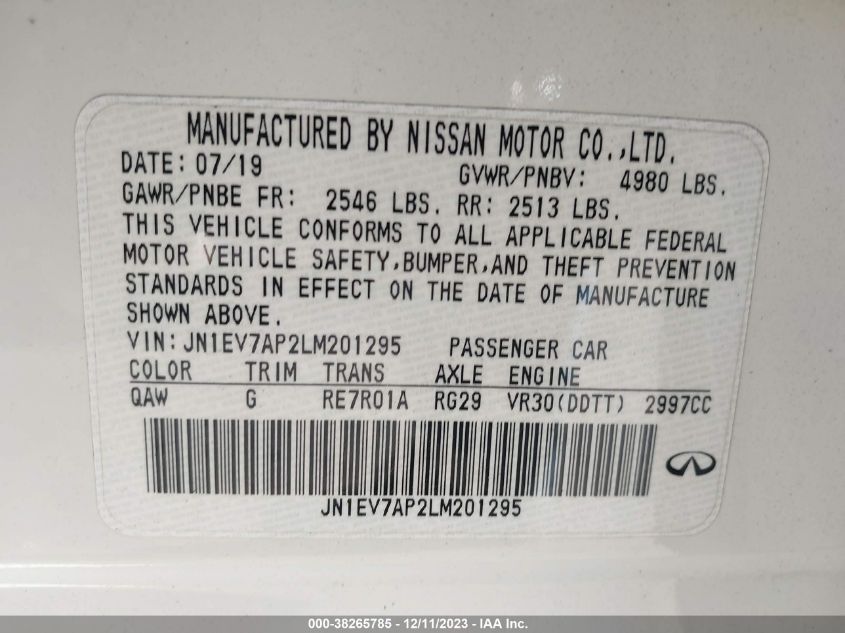 MANUFACTURED BY NISSAN MOTOR CO.,LTD.
DATE: 07/19 GVWR/PNBV: 4980 LBS.
GAWR/PNBE FR: 2546 LBS. RR: 2513 LBS.
THIS VEHICLE CONFORMS TO ALL APPLICABLE FEDERAL
MOTOR VEHICLE SAFETY,BUMPER,AND THEFT PREVENTION
STANDARDS IN EFFECT ON THE DATE OF MANUFACTURE
SHOWN ABOVE.
VIN: JN1EV7AP2LM201295 PASSENGER CAR
COLOR TRIM TRANS AXLE ENGINE
QAW G RE7R01A RG29 VR30(DDTT) 2997CC
JN1EV7AP2LM201295
000-38265785 - 12/11/2023 - IAA Inc.